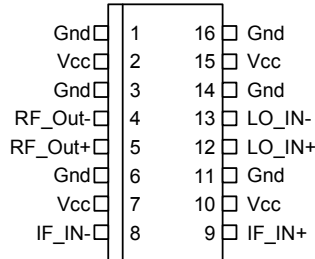 Gnd 1 16 Gnd
Vcc 2 15 Vcc
Gnd 3 14 Gnd
RF_Out- 4 13 LO_IN-
RF_Out+ 5 12 LO_IN+
Gnd 6 11 Gnd
Vcc 7 10 Vcc
IF_IN- 8 9 IF_IN+